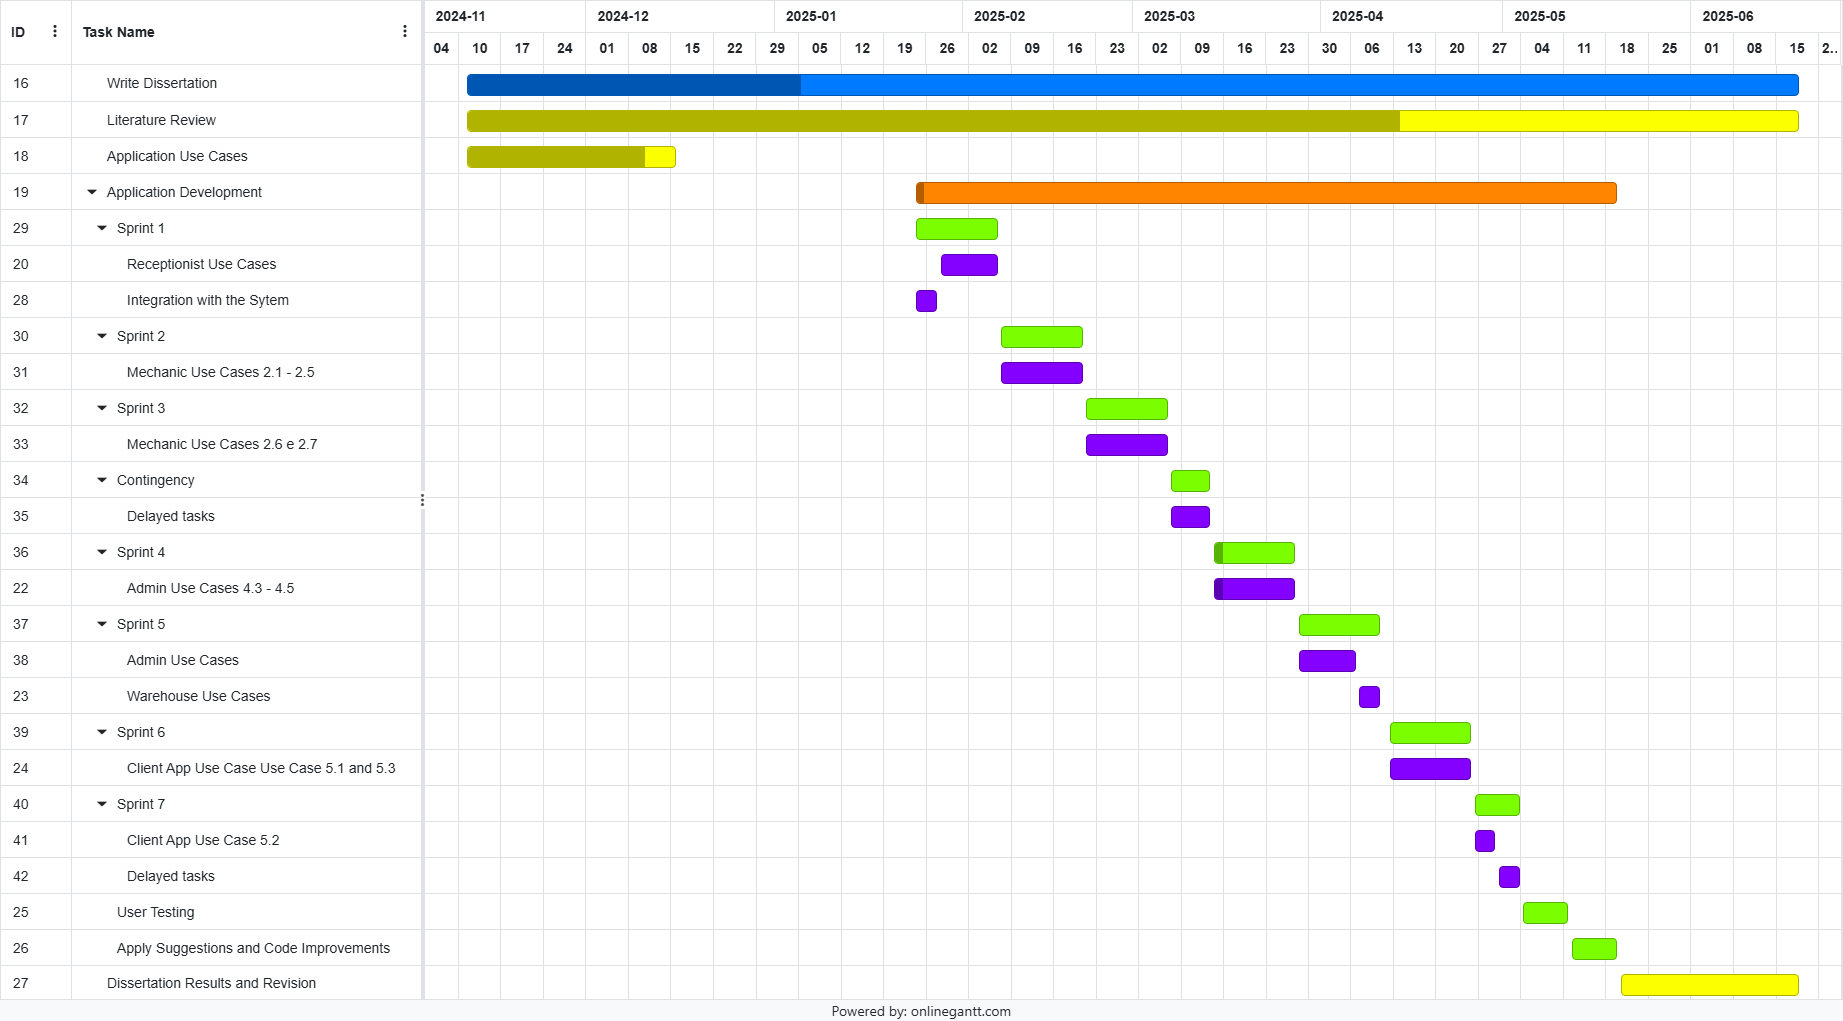 ID Task Name 2024-11 2024-12 2025-01 2025-02 2025-03 2025-04 2025-05 2025-06
04 10 17 24 01 08 15 22 29 05 12 19 26 02 09 16 23 02 09 16 23 30 06 13 20 27 04 11 18 25 01 08 15 2..
16 Write Dissertation
17 Literature Review
18 Application Use Cases
19 Application Development
29 Sprint 1
20 Receptionist Use Cases
28 Integration with the Sytem
30 Sprint 2
31 Mechanic Use Cases 2.1 - 2.5
32 Sprint 3
33 Mechanic Use Cases 2.6 e 2.7
34 Contingency
35 Delayed tasks
36 Sprint 4
22 Admin Use Cases 4.3 - 4.5
37 Sprint 5
38 Admin Use Cases
23 Warehouse Use Cases
39 Sprint 6
24 Client App Use Case Use Case 5.1 and 5.3
40 Sprint 7
41 Client App Use Case 5.2
42 Delayed tasks
25 User Testing
26 Apply Suggestions and Code Improvements
27 Dissertation Results and Revision
Powered by: onlinegantt.com